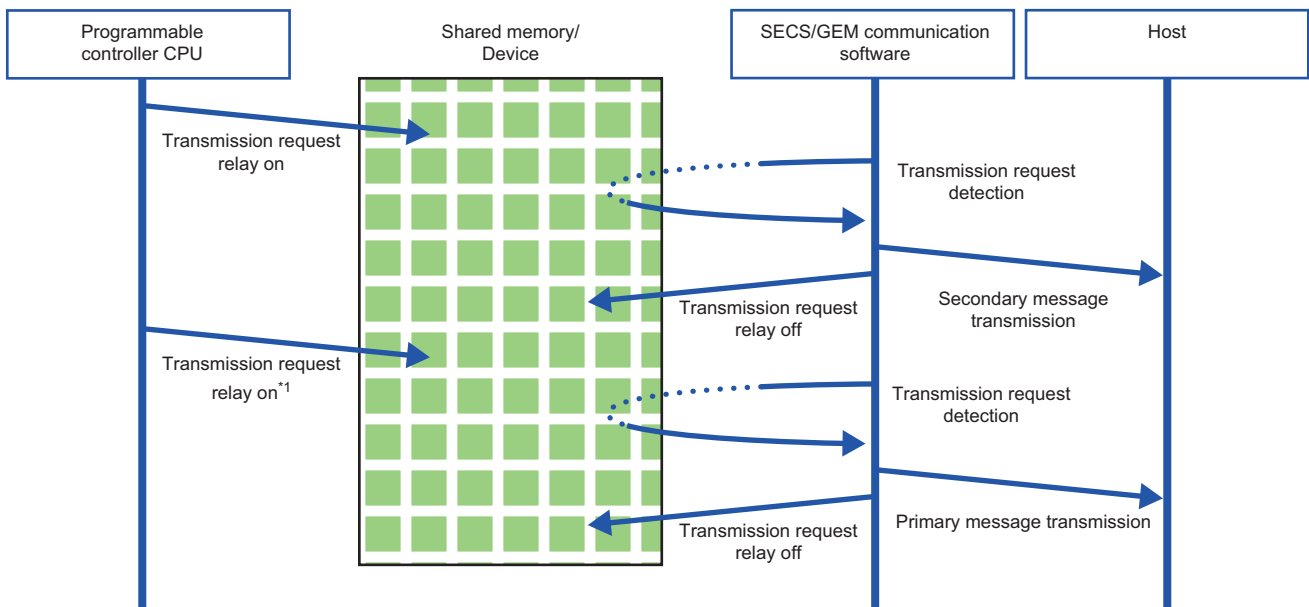 Programmable
controller CPU
Shared memory/
Device
SECS/GEM communication
software
Host
Transmission request
relay on
Transmission request
detection
Transmission request
relay off
Secondary message
transmission
Transmission request
relay on*1
Transmission request
detection
Transmission request
relay off
Primary message transmission